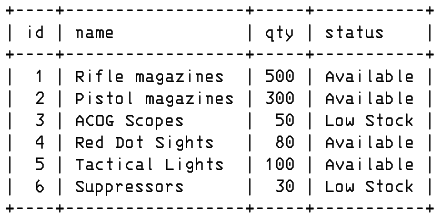 +----+------------------+-----+-----------+
| id | name             | qty | status    |
+----+------------------+-----+-----------+
|  1 | Rifle magazines  | 500 | Available |
|  2 | Pistol magazines | 300 | Available |
|  3 | ACOG Scopes      |  50 | Low Stock |
|  4 | Red Dot Sights   |  80 | Available |
|  5 | Tactical Lights  | 100 | Available |
|  6 | Suppressors      |  30 | Low Stock |
+----+------------------+-----+-----------+